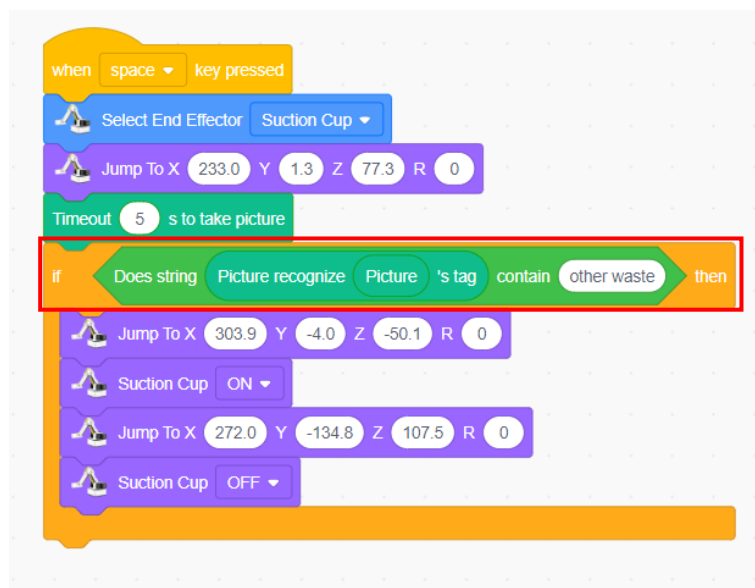 when space key pressed
Select End Effector Suction Cup
Jump To X 233.0 Y 1.3 Z 77.3 R 0
Timeout 5 s to take picture
if Does string Picture recognize Picture 's tag contain other waste then
Jump To X 303.9 Y -4.0 Z -50.1 R 0
Suction Cup ON
Jump To X 272.0 Y -134.8 Z 107.5 R 0
Suction Cup OFF